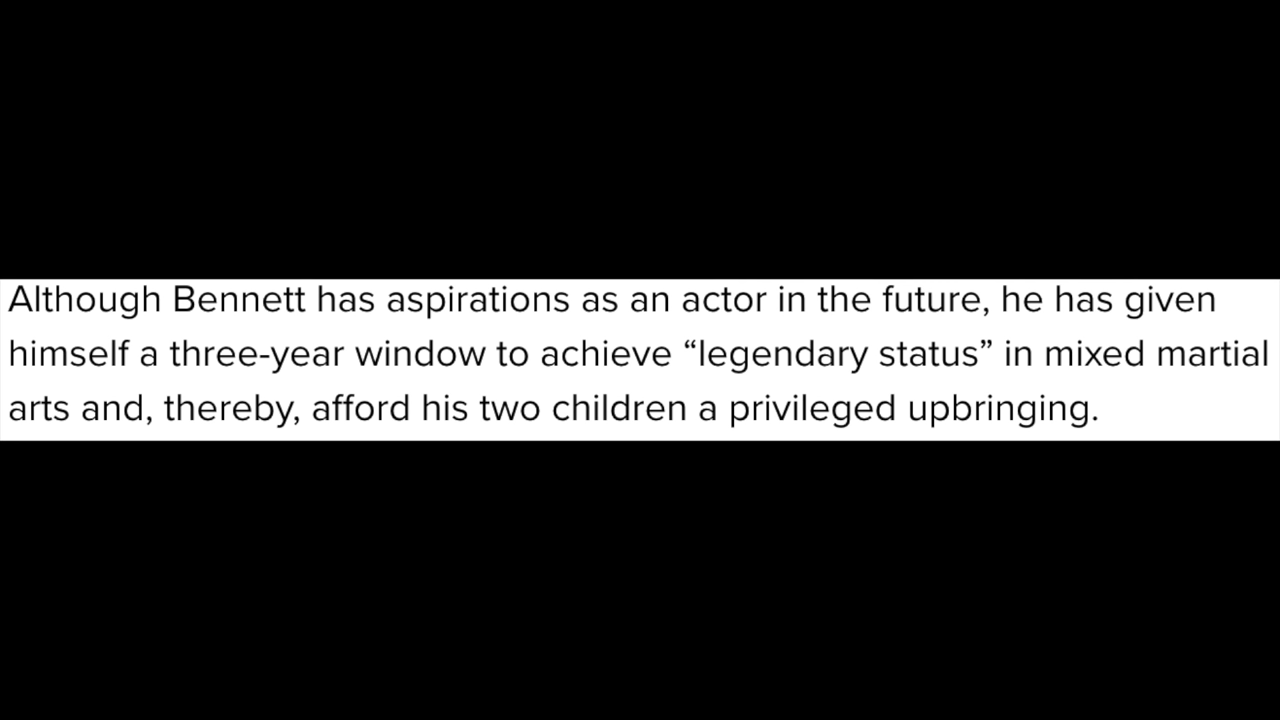 Although Bennett has aspirations as an actor in the future, he has given
himself a three-year window to achieve “legendary status” in mixed martial
arts and, thereby, afford his two children a privileged upbringing.